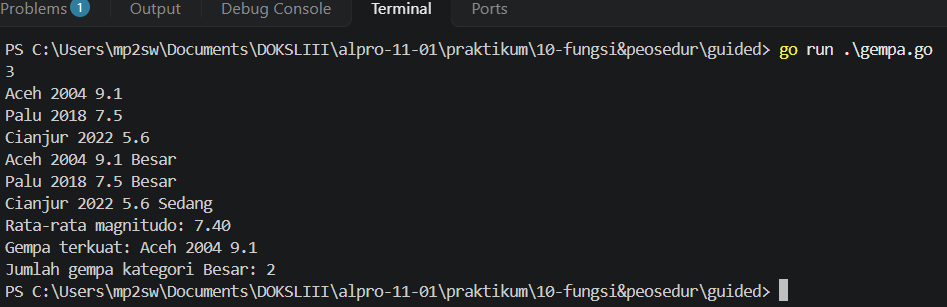 Problems 1 Output Debug Console Terminal Ports
PS C:\Users\mp2sw\Documents\DOKSLIII\alpro-11-01\praktikum\10-fungsi&peosedur\guided> go run .\gempa.go
3
Aceh 2004 9.1
Palu 2018 7.5
Cianjur 2022 5.6
Aceh 2004 9.1 Besar
Palu 2018 7.5 Besar
Cianjur 2022 5.6 Sedang
Rata-rata magnitudo: 7.40
Gempa terkuat: Aceh 2004 9.1
Jumlah gempa kategori Besar: 2
PS C:\Users\mp2sw\Documents\DOKSLIII\alpro-11-01\praktikum\10-fungsi&peosedur\guided>